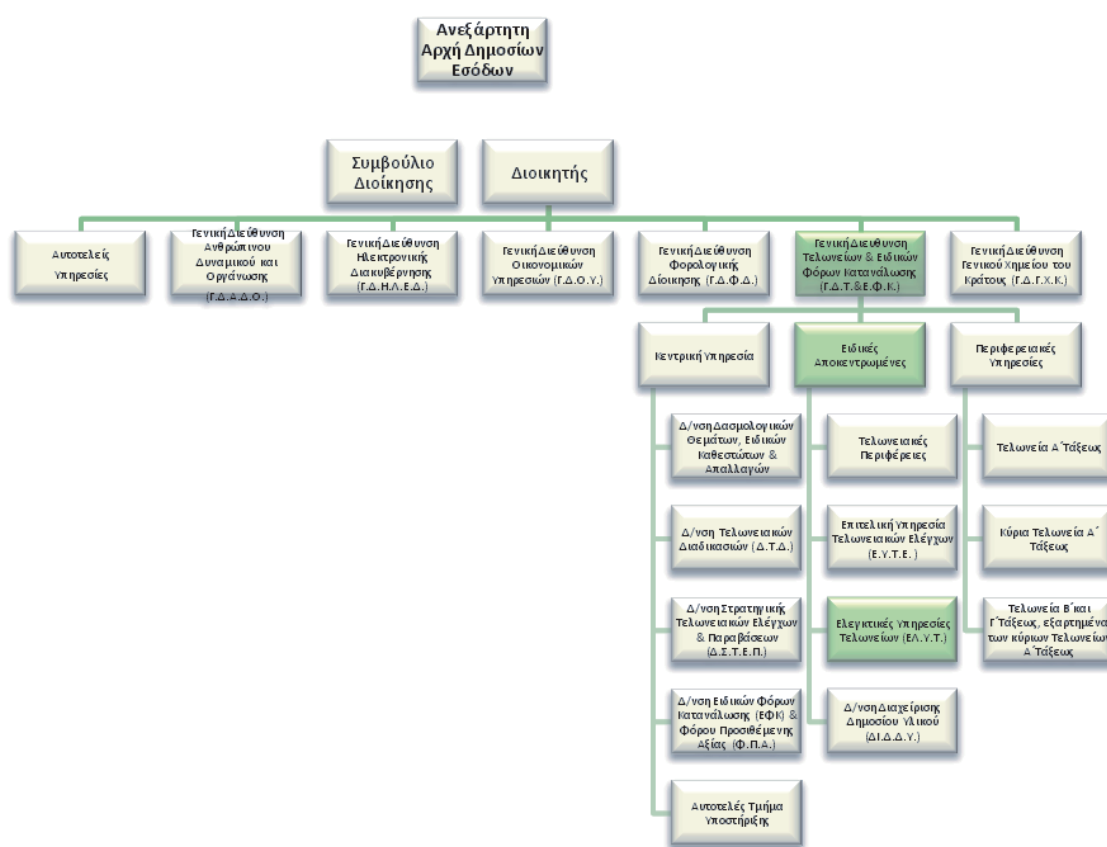 Ανεξάρτητη
Αρχή Δημοσίων
Εσόδων
Συμβούλιο
Διοίκησης
Διοικητής
Αυτοτελείς
Υπηρεσίες
Γενική Διεύθυνση
Ανθρώπινου
Δυναμικού και
Οργάνωσης
(Γ.Δ.Α.Δ.Ο.)
Γενική Διεύθυνση
Ηλεκτρονικής
Διακυβέρνησης
(Γ.Δ.Η.Λ.Ε.Δ.)
Γενική Διεύθυνση
Οικονομικών
Υπηρεσιών (Γ.Δ.Ο.Υ.)
Γενική Διεύθυνση
Φορολογικής
Δίοίκησης (Γ.Δ.Φ.Δ.)
Γενική Διευθυνση
Τελωνείων & Ειδικών
Φόρων Κατανάλωσης
(Γ.Δ.Τ.&Ε.Φ.Κ.)
Γενική Διεύθυνση
Γενικού Χημείου του
Κράτους (Γ.Δ.Γ.Χ.Κ.)
Κεντρική Υπηρεσία
Ειδικές
Αποκεντρωμένες
Περιφερειακές
Υπηρεσίες
Δ/νση Δασμολογικών
Θεμάτων, Ειδικών
Καθεστώτων &
Απαλλαγών
Δ/νση Τελωνειακών
Διαδικασιών (Δ.Τ.Δ.)
Δ/νση Στρατηγικής
Τελωνειακών Ελέγχων
& Παραβάσεων
(Δ.Σ.Τ.Ε.Π.)
Δ/νση Ειδικών Φόρων
Κατανάλωσης (ΕΦΚ) &
Φόρου Προσιθέμενης
Αξίας (Φ.Π.Α.)
Αυτοτελές Τμήμα
Υποστήριξης
Τελωνειακές
Περιφέρειες
Επιτελική Υπηρεσία
Τελωνειακών Ελέγχων
(Ε.Υ.Τ.Ε. )
Ελεγκτικές Υπηρεσίες
Τελωνείων (ΕΛ.Υ.Τ.)
Δ/νση Διαχείρισης
Δημοσίου Υλικού
(ΔΙ.Δ.Δ.Υ.)
Τελωνεία Α΄Τάξεως
Κύρια Τελωνεία Α΄
Τάξεως
Τελωνεία Β΄και
Γ΄Τάξεως, εξαρτημένα
των κύριων Τελωνείων
Α΄Τάξεως